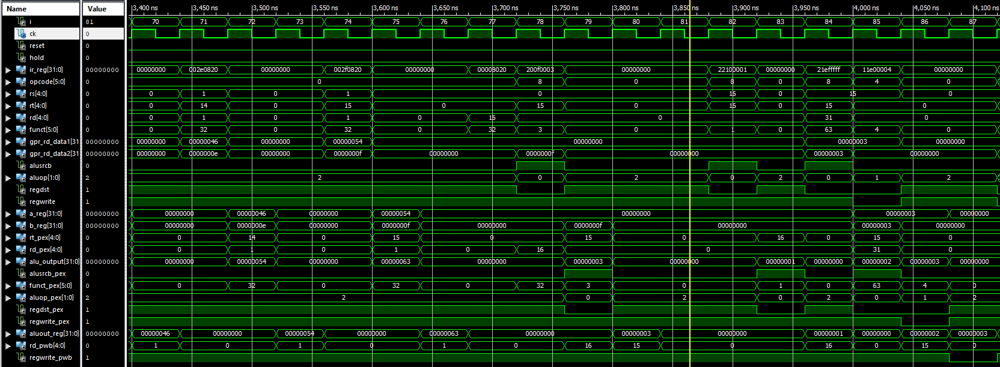 Name Value 3,400 ns 3,450 ns 3,500 ns 3,550 ns 3,600 ns 3,650 ns 3,700 ns 3,750 ns 3,800 ns 3,850 ns 3,900 ns 3,950 ns 4,000 ns 4,050 ns 4,100 ns
i 81 70 71 72 73 74 75 76 77 78 79 80 81 82 83 84 85 86 87
ck 0
reset 0
hold 0
ir_reg[31:0] 00000000 00000000 002e0820 00000000 002f0820 00000000 00008020 200f0003 00000000 22100001 00000000 21efffff 11e00004 00000000
opcode[5:0] 0 0 8 0 8 0 8 4 0
rs[4:0] 0 0 1 0 1 0 16 0 15 0
rt[4:0] 0 0 14 0 15 0 15 0 16 0 15 0
rd[4:0] 0 0 1 0 1 0 16 0 31 0
funct[5:0] 0 0 32 0 32 0 32 3 0 1 0 63 4 0
gpr_rd_data1[31 00000000 00000000 00000046 00000000 00000054 00000000 00000003 00000000
gpr_rd_data2[31 00000000 00000000 0000000e 00000000 0000000f 00000000 0000000f 00000000 00000003 00000000
alusrcb 0
aluop[1:0] 2 2 0 2 0 2 0 1 2
regdst 1
regwrite 1
a_reg[31:0] 00000000 00000000 00000046 00000000 00000054 00000000 00000003 00000000
b_reg[31:0] 00000000 00000000 0000000e 00000000 0000000f 00000000 0000000f 00000000 00000003 00000000
rt_pex[4:0] 0 0 14 0 15 0 15 0 16 0 15 0
rd_pex[4:0] 0 0 1 0 1 0 16 0 31 0
alu_output[31:0] 00000000 00000000 00000054 00000000 00000063 00000000 00000003 00000000 00000001 00000000 00000002 00000003 00000000
alusrcb_pex 0
funct_pex[5:0] 0 0 32 0 32 0 32 3 0 1 0 63 4 0
aluop_pex[1:0] 2 2 0 2 0 2 0 1 2
regdst_pex 1
regwrite_pex 1
aluout_reg[31:0] 00000000 00000046 00000000 00000054 00000000 00000063 00000000 00000003 00000000 00000001 00000000 00000002 00000003
rd_pwb[4:0] 0 1 0 1 0 1 0 16 15 0 16 0 15 0
regwrite_pwb 1